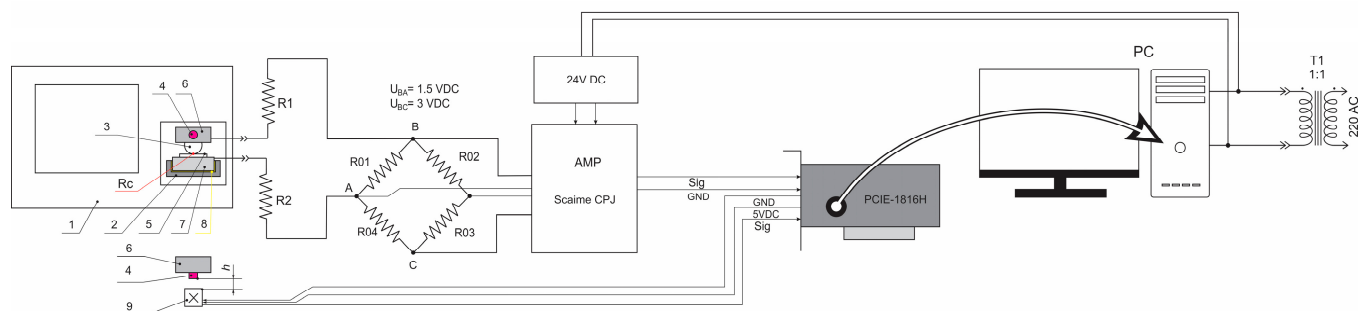 PC
T1
1:1
220 AC
24V DC
4
6
3
Rc
1
2
5
7
8
R1
R2
U_BA= 1.5 VDC
U_BC= 3 VDC
B
R01
R02
A
R04
R03
C
AMP
Scaime CPJ
Sig
GND
GND
5VDC
Sig
PCIE-1816H
6
4
h
9